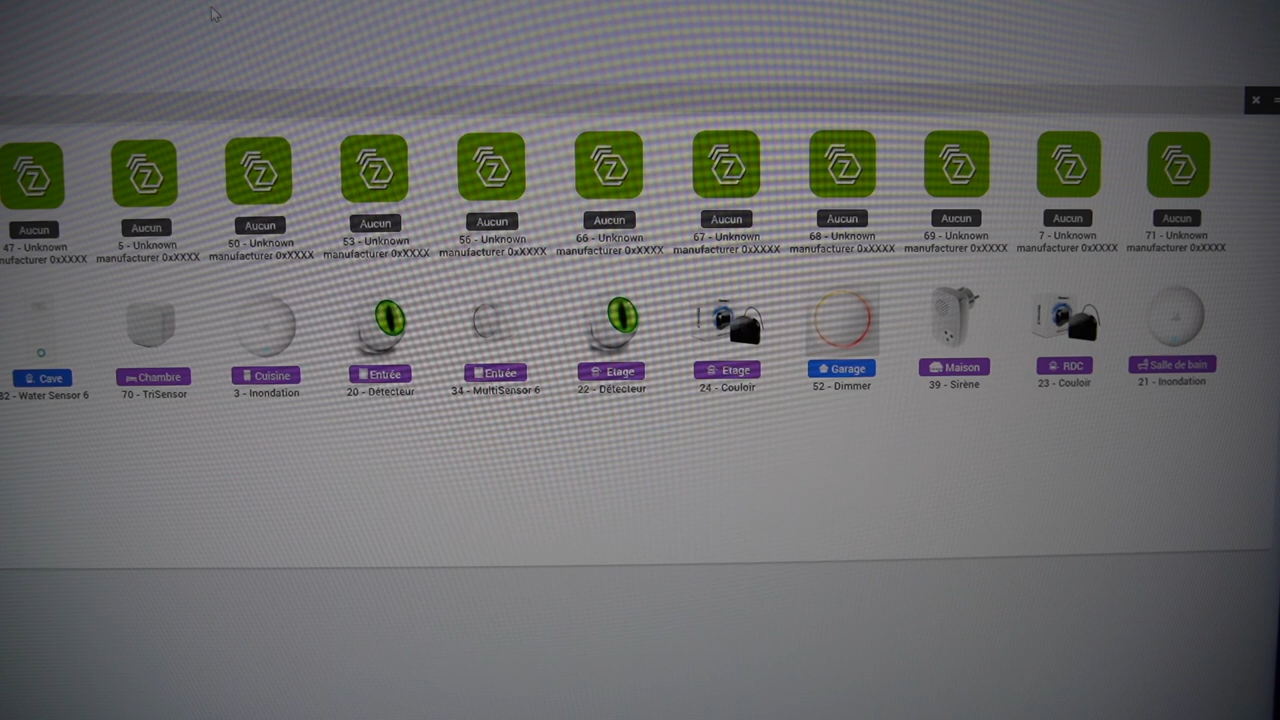 Aucun Aucun Aucun Aucun Aucun Aucun Aucun Aucun Aucun Aucun Aucun
47 - Unknown 5 - Unknown 50 - Unknown 53 - Unknown 56 - Unknown 66 - Unknown 67 - Unknown 68 - Unknown 69 - Unknown 7 - Unknown 71 - Unknown
nufacturer 0xXXXX manufacturer 0xXXXX manufacturer 0xXXXX manufacturer 0xXXXX manufacturer 0xXXXX manufacturer 0xXXXX manufacturer 0xXXXX manufacturer 0xXXXX manufacturer 0xXXXX manufacturer 0xXXXX manufacturer 0xXXXX
Cave Chambre Cuisine Entrée Entrée Etage Etage Garage Maison RDC Salle de bain
32 - Water Sensor 6 70 - TriSensor 3 - Inondation 20 - Détecteur 34 - MultiSensor 6 22 - Détecteur 24 - Couloir 52 - Dimmer 39 - Sirène 23 - Couloir 21 - Inondation